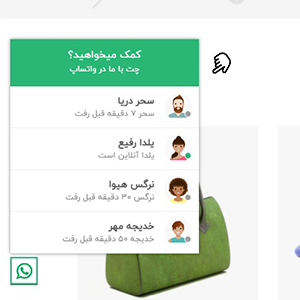 کمک میخواهید؟
چت با ما در واتساپ
سحر دریا
سحر ۷ دقیقه قبل رفت
یلدا رفیع
یلدا آنلاین است
نرگس هیوا
نرگس ۳۰ دقیقه قبل رفت
خدیجه مهر
خدیجه ۵۰ دقیقه قبل رفت